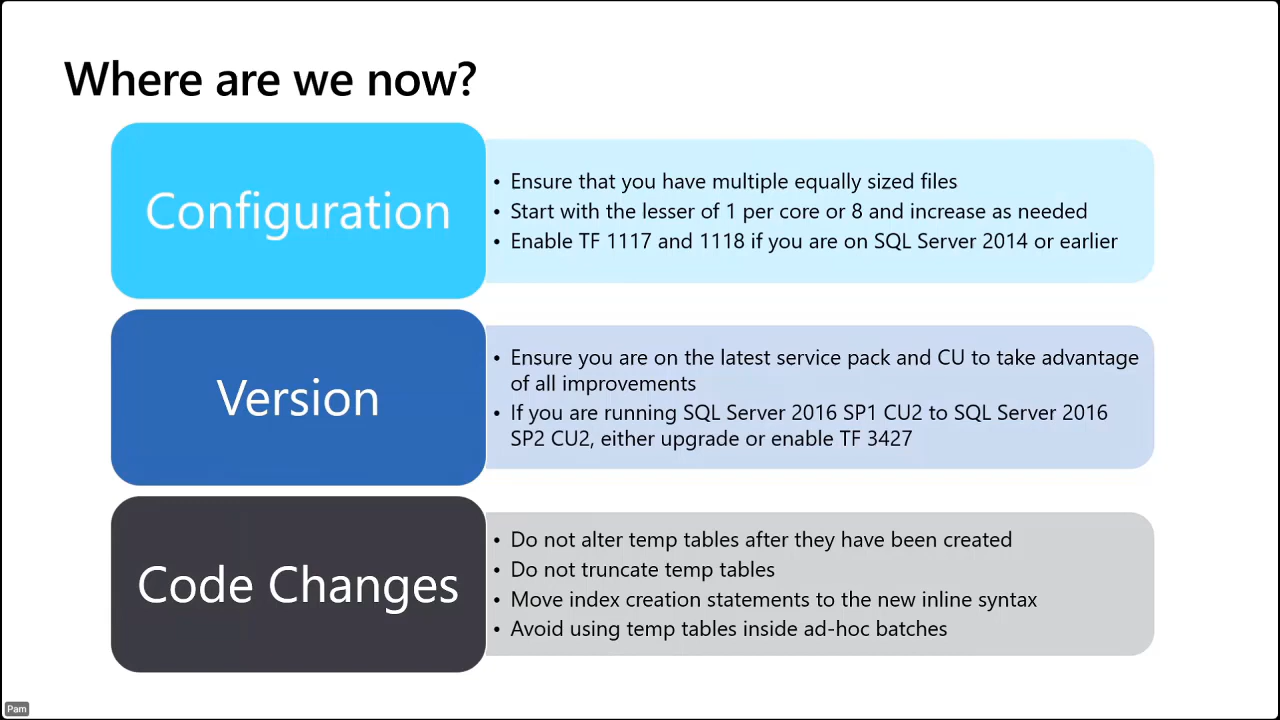 Where are we now?
Configuration
• Ensure that you have multiple equally sized files
• Start with the lesser of 1 per core or 8 and increase as needed
• Enable TF 1117 and 1118 if you are on SQL Server 2014 or earlier
Version
• Ensure you are on the latest service pack and CU to take advantage
of all improvements
• If you are running SQL Server 2016 SP1 CU2 to SQL Server 2016
SP2 CU2, either upgrade or enable TF 3427
Code Changes
• Do not alter temp tables after they have been created
• Do not truncate temp tables
• Move index creation statements to the new inline syntax
• Avoid using temp tables inside ad-hoc batches
Pam